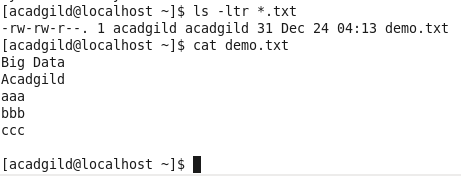 [acadgild@localhost ~]$ ls -ltr *.txt
-rw-rw-r--. 1 acadgild acadgild 31 Dec 24 04:13 demo.txt
[acadgild@localhost ~]$ cat demo.txt
Big Data
Acadgild
aaa
bbb
ccc

[acadgild@localhost ~]$